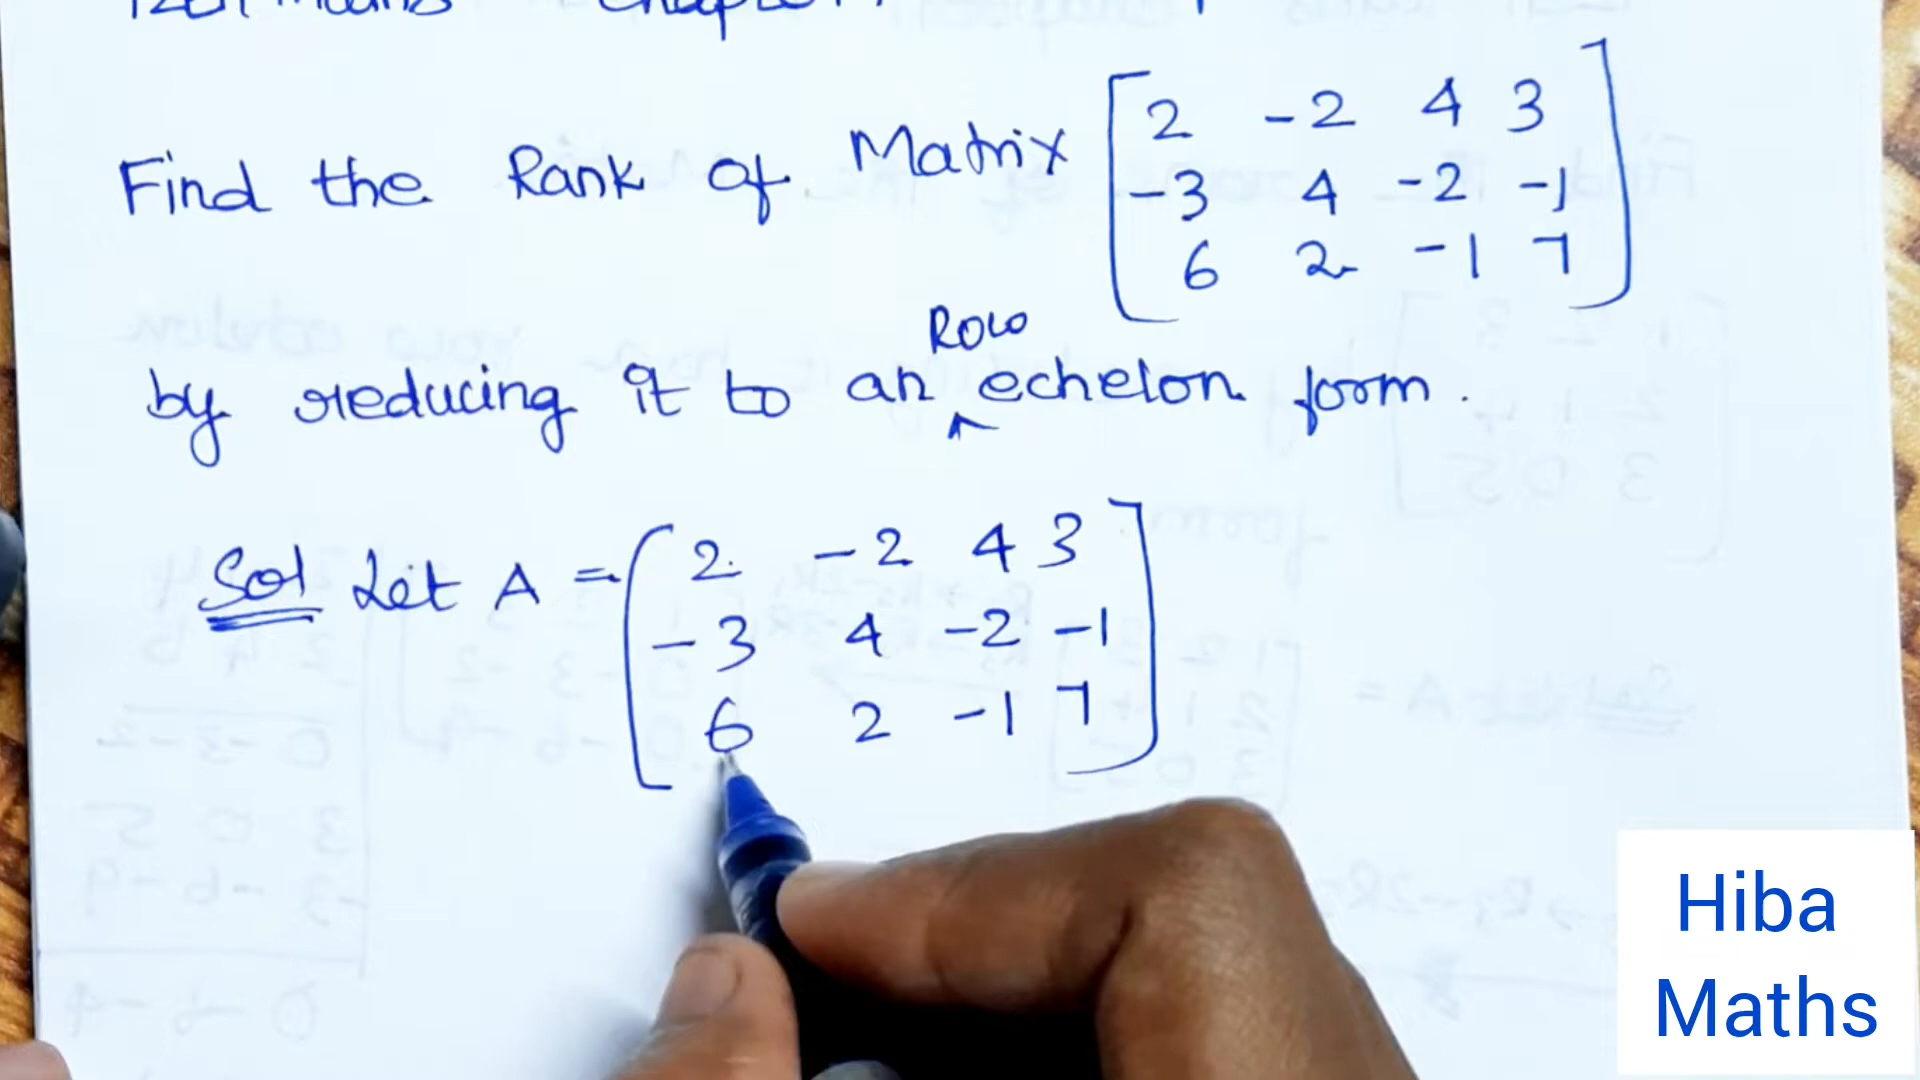 Find the Rank of Matrix [2 -2 4 3
-3 4 -2 -1
6 2 -1 7]
Row
by reducing it to an ^ echelon form.
Sol Let A = [2 -2 4 3
-3 4 -2 -1
6 2 -1 7]
Hiba
Maths